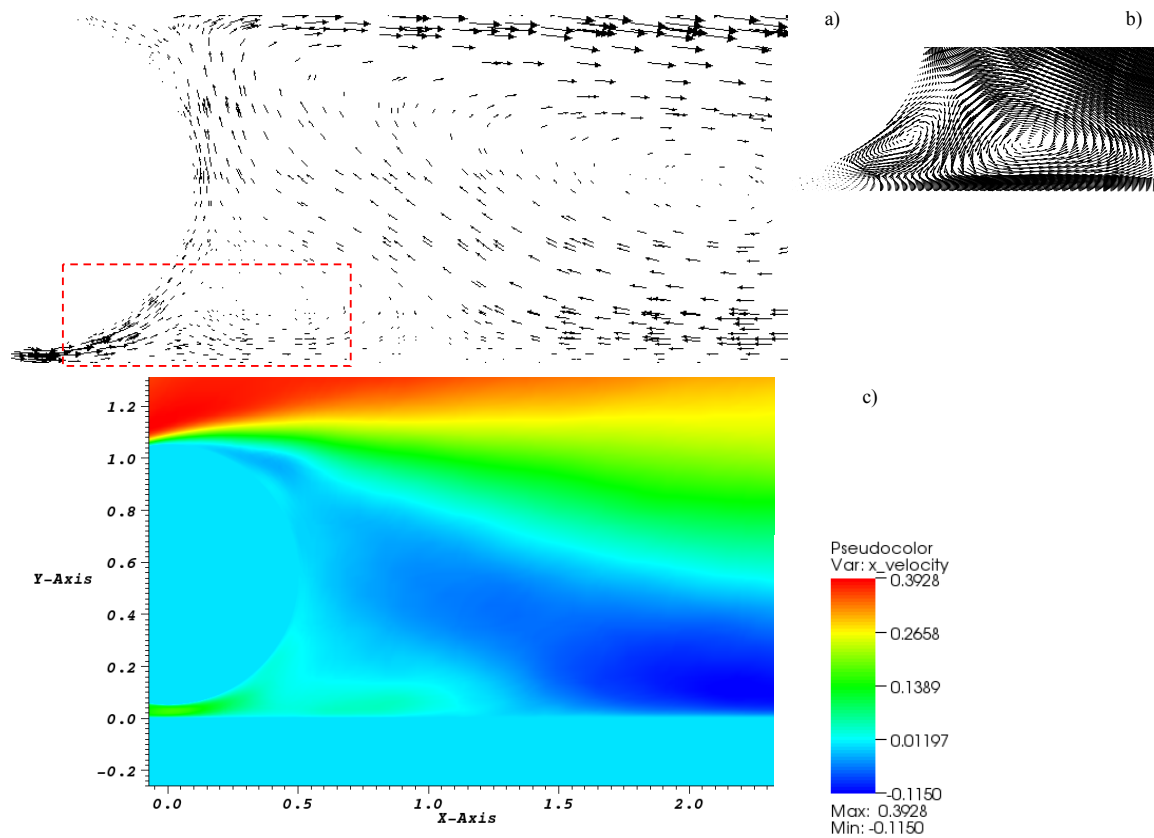 a)
b)
c)
1.2
1.0
0.8
0.6
0.4
0.2
0.0
-0.2
Y-Axis
0.0 0.5 1.0 1.5 2.0
X-Axis
Pseudocolor
Var: x_velocity
0.3928
0.2658
0.1389
0.01197
-0.1150
Max: 0.3928
Min: -0.1150